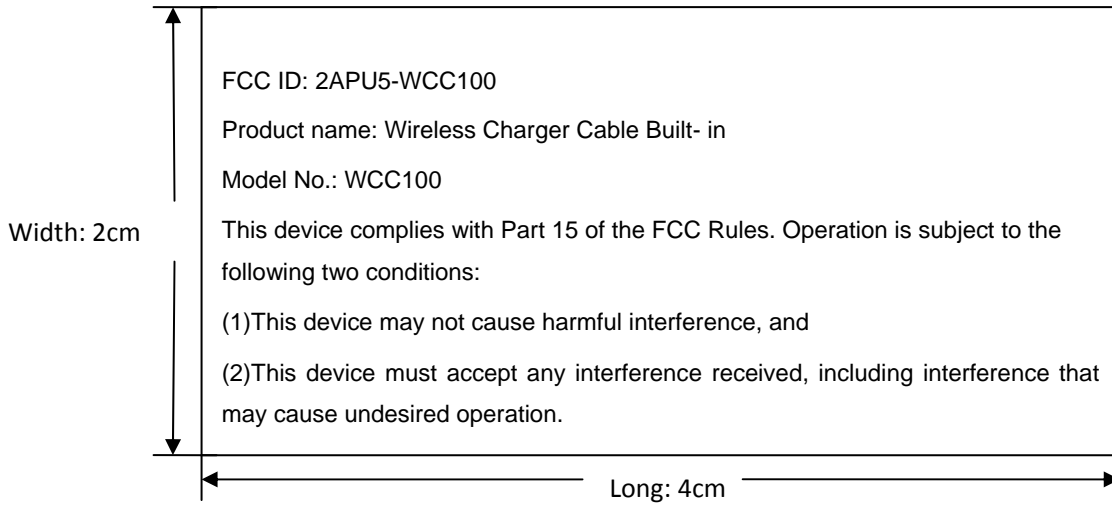 FCC ID: 2APU5-WCC100
Product name: Wireless Charger Cable Built- in
Model No.: WCC100
Width: 2cm
This device complies with Part 15 of the FCC Rules. Operation is subject to the
following two conditions:
(1)This device may not cause harmful interference, and
(2)This device must accept any interference received, including interference that
may cause undesired operation.
Long: 4cm